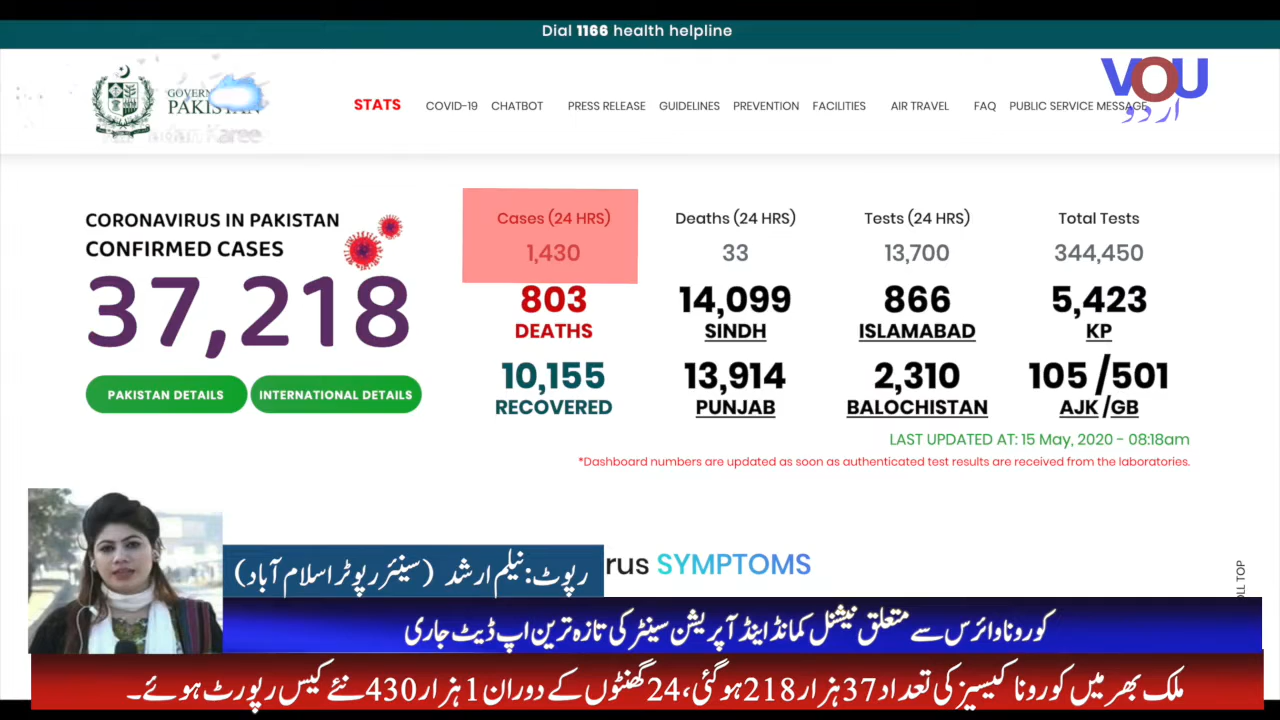 Dial 1166 health helpline
VOU
اردو
PAKISTAN
STATS COVID-19 CHATBOT PRESS RELEASE GUIDELINES PREVENTION FACILITIES AIR TRAVEL FAQ PUBLIC SERVICE MESSAGE
CORONAVIRUS IN PAKISTAN
CONFIRMED CASES
37,218
PAKISTAN DETAILS
INTERNATIONAL DETAILS
Cases (24 HRS) Deaths (24 HRS) Tests (24 HRS) Total Tests
1,430 33 13,700 344,450
803 14,099 866 5,423
DEATHS SINDH ISLAMABAD KP
10,155 13,914 2,310 105 /501
RECOVERED PUNJAB BALOCHISTAN AJK /GB
LAST UPDATED AT: 15 May, 2020 - 08:18am
*Dashboard numbers are updated as soon as authenticated test results are received from the laboratories.
SYMPTOMS
TOP
رپوٹ: نیلم ارشد (سینئر رپوٹر اسلام آباد)
کورونا وائرس سے متعلق نیشنل کمانڈ اینڈ آپریشن سینٹر کی تازہ ترین اپ ڈیٹ جاری
ملک بھر میں کورونا کیسیز کی تعداد 37 ہزار 218 ہوگئی، 24 گھنٹوں کے دوران 1 ہزار 430 نئے کیس رپورٹ ہوئے۔